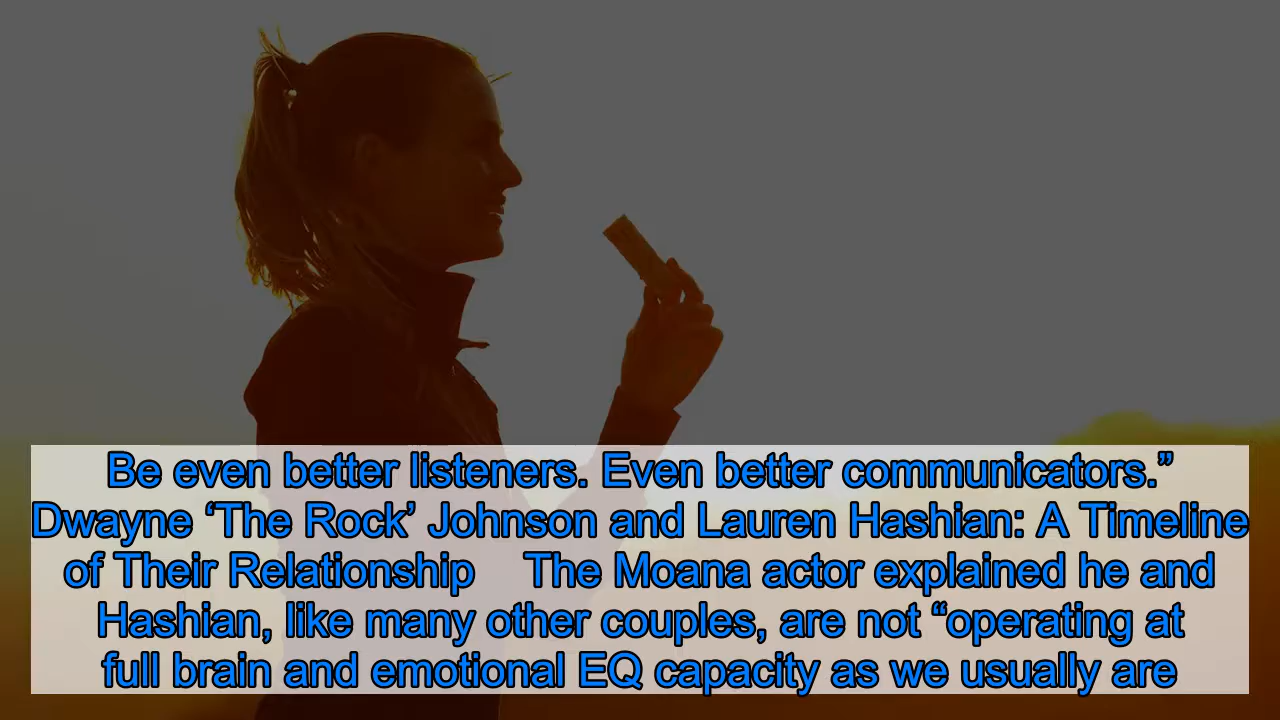 Be even better listeners. Even better communicators.”
Dwayne ‘The Rock’ Johnson and Lauren Hashian: A Timeline
of Their Relationship The Moana actor explained he and
Hashian, like many other couples, are not “operating at
full brain and emotional EQ capacity as we usually are